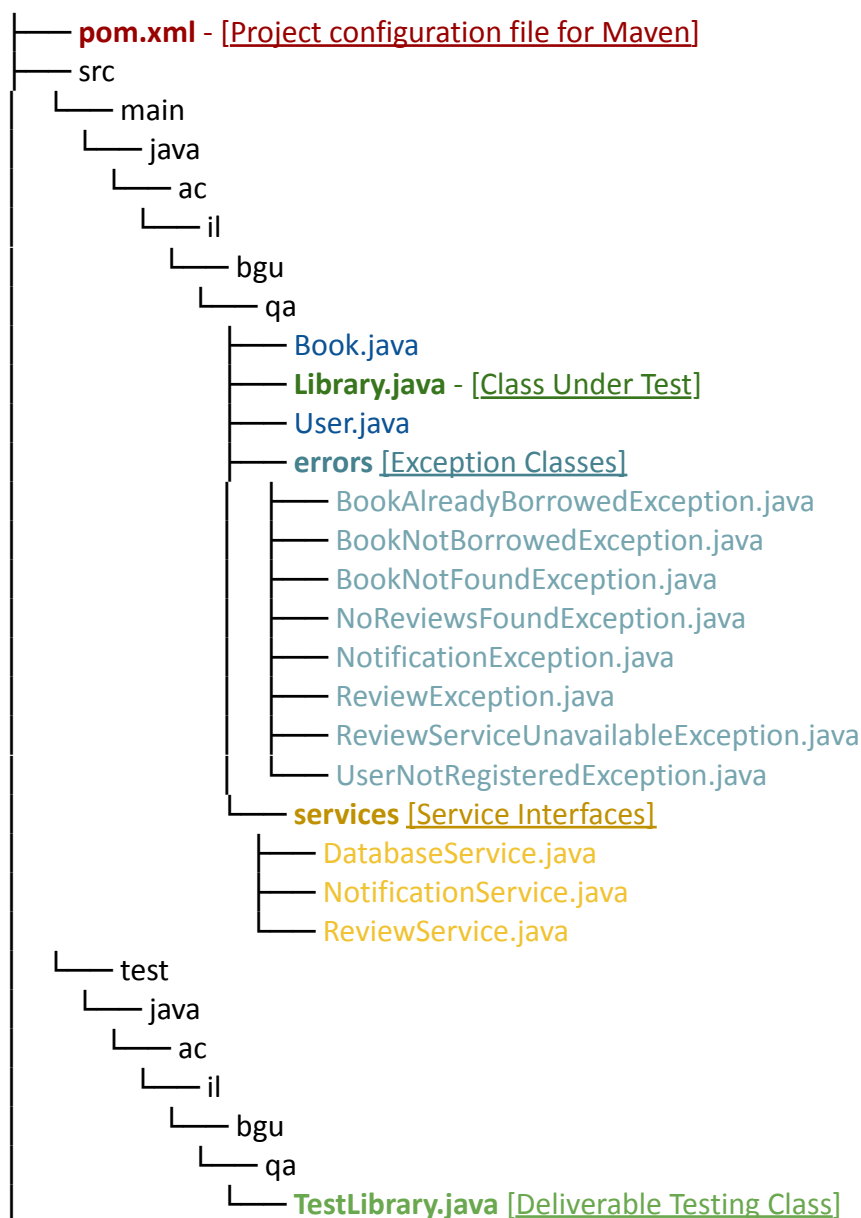 pom.xml - [Project configuration file for Maven]
src
main
java
ac
il
bgu
qa
Book.java
Library.java - [Class Under Test]
User.java
errors [Exception Classes]
BookAlreadyBorrowedException.java
BookNotBorrowedException.java
BookNotFoundException.java
NoReviewsFoundException.java
NotificationException.java
ReviewException.java
ReviewServiceUnavailableException.java
UserNotRegisteredException.java
services [Service Interfaces]
DatabaseService.java
NotificationService.java
ReviewService.java
test
java
ac
il
bgu
qa
TestLibrary.java [Deliverable Testing Class]